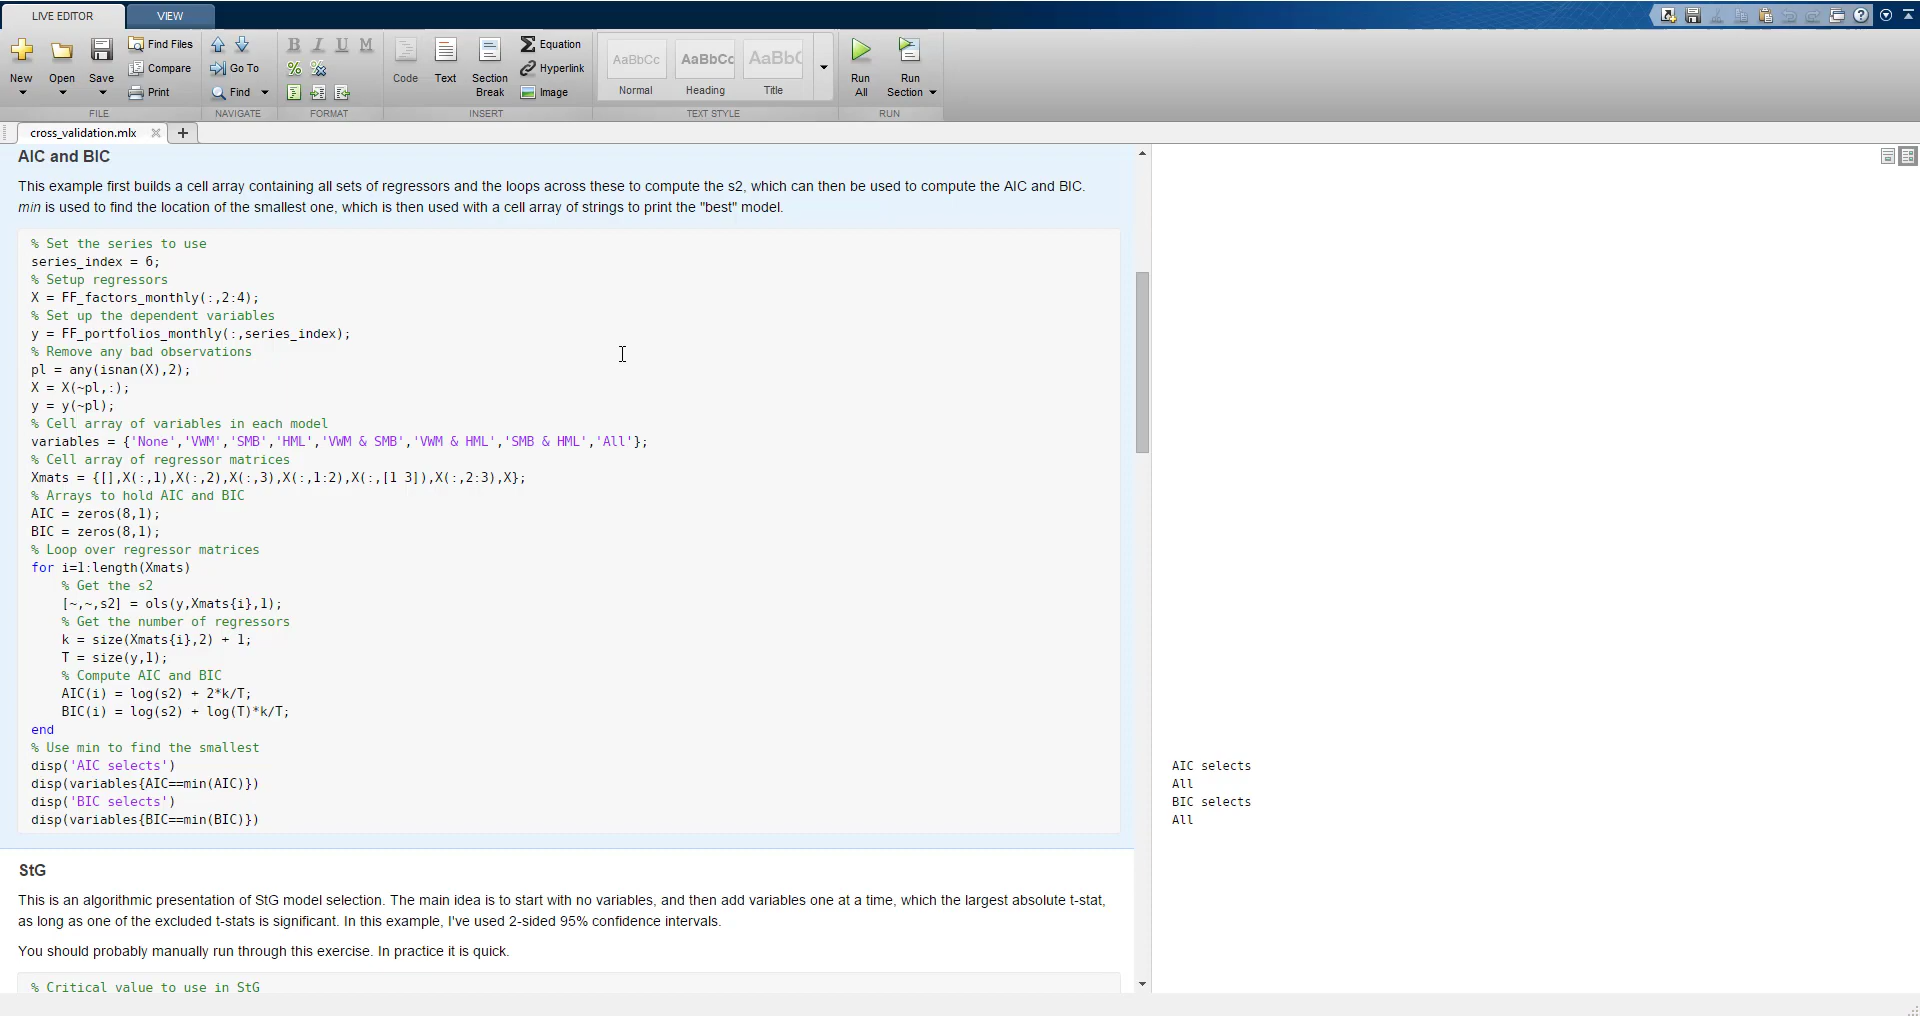 LIVE EDITOR
VIEW
New
Open
Save
Find Files
Compare
Print
FILE
Go To
Find
NAVIGATE
B I U M
FORMAT
Code
Text
Section Break
Equation
Hyperlink
Image
INSERT
AaBbCc
Normal
AaBbCc
Heading
AaBbC
Title
TEXT STYLE
Run All
Run Section
RUN
cross_validation.mlx
AIC and BIC
This example first builds a cell array containing all sets of regressors and the loops across these to compute the s2, which can then be used to compute the AIC and BIC.
min is used to find the location of the smallest one, which is then used with a cell array of strings to print the "best" model.
% Set the series to use
series_index = 6;
% Setup regressors
X = FF_factors_monthly(:,2:4);
% Set up the dependent variables
y = FF_portfolios_monthly(:,series_index);
% Remove any bad observations
pl = any(isnan(X),2);
X = X(~pl,:);
y = y(~pl);
% Cell array of variables in each model
variables = {'None','VWM','SMB','HML','VWM & SMB','VWM & HML','SMB & HML','All'};
% Cell array of regressor matrices
Xmats = {[],X(:,1),X(:,2),X(:,3),X(:,1:2),X(:,[1 3]),X(:,2:3),X};
% Arrays to hold AIC and BIC
AIC = zeros(8,1);
BIC = zeros(8,1);
% Loop over regressor matrices
for i=1:length(Xmats)
% Get the s2
[~,~,s2] = ols(y,Xmats{i},1);
% Get the number of regressors
k = size(Xmats{i},2) + 1;
T = size(y,1);
% Compute AIC and BIC
AIC(i) = log(s2) + 2*k/T;
BIC(i) = log(s2) + log(T)*k/T;
end
% Use min to find the smallest
disp('AIC selects')
disp(variables{AIC==min(AIC)})
disp('BIC selects')
disp(variables{BIC==min(BIC)})
AIC selects
All
BIC selects
All
StG
This is an algorithmic presentation of StG model selection. The main idea is to start with no variables, and then add variables one at a time, which the largest absolute t-stat,
as long as one of the excluded t-stats is significant. In this example, I've used 2-sided 95% confidence intervals.
You should probably manually run through this exercise. In practice it is quick.
% Critical value to use in StG